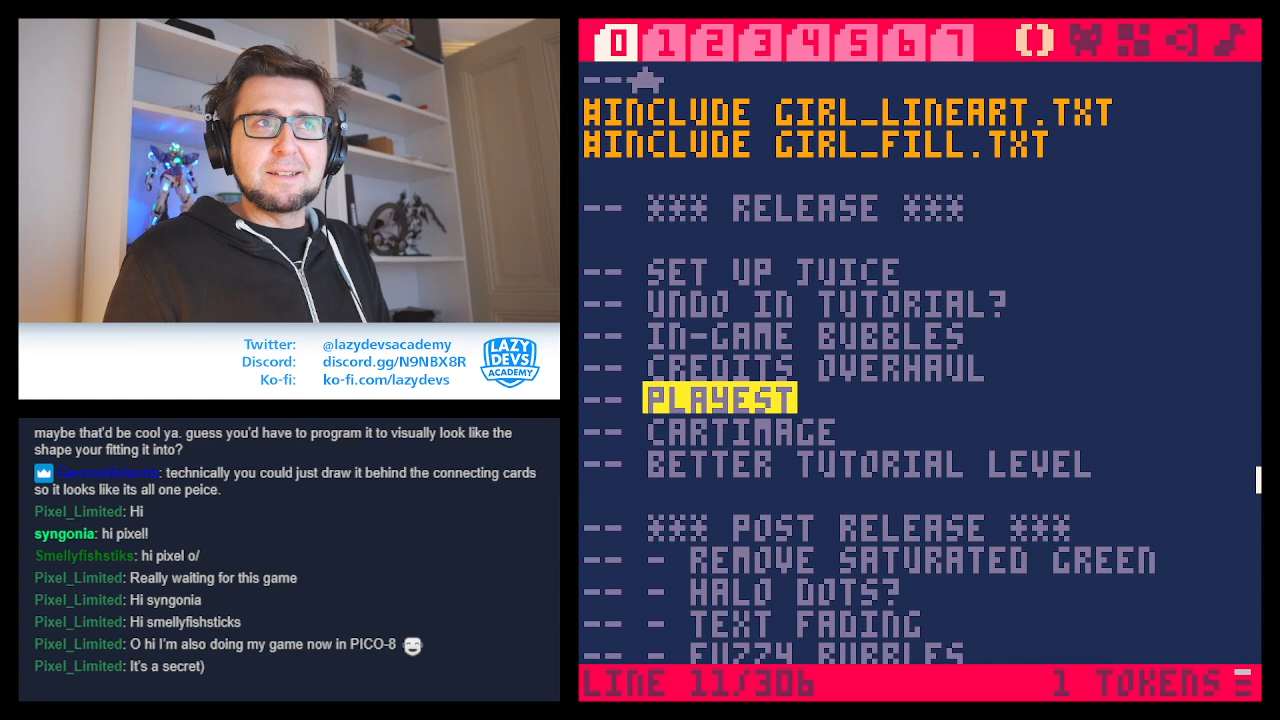 Twitter: @lazydevsacademy
Discord: discord.gg/N9NBX8R
Ko-fi: ko-fi.com/lazydevs
LAZY
DEVS
ACADEMY
maybe that'd be cool ya. guess you'd have to program it to visually look like the
shape your fitting it into?
GammaVolantis: technically you could just draw it behind the connecting cards
so it looks like its all one peice.
Pixel_Limited: Hi
syngonia: hi pixel!
Smellyfishstiks: hi pixel o/
Pixel_Limited: Really waiting for this game
Pixel_Limited: Hi syngonia
Pixel_Limited: Hi smellyfishsticks
Pixel_Limited: O hi I'm also doing my game now in PICO-8
Pixel_Limited: It's a secret)
0 1 2 3 4 5 6 7 ()
--
#INCLUDE GIRL_LINEART.TXT
#INCLUDE GIRL_FILL.TXT
-- *** RELEASE ***
-- SET UP JUICE
-- UNDO IN TUTORIAL?
-- IN-GAME BUBBLES
-- CREDITS OVERHAUL
-- PLAYEST
-- CARTIMAGE
-- BETTER TUTORIAL LEVEL
-- *** POST RELEASE ***
-- - REMOVE SATURATED GREEN
-- - HALO DOTS?
-- - TEXT FADING
-- - FUZZY BUBBLES
LINE 11/306 1 TOKENS